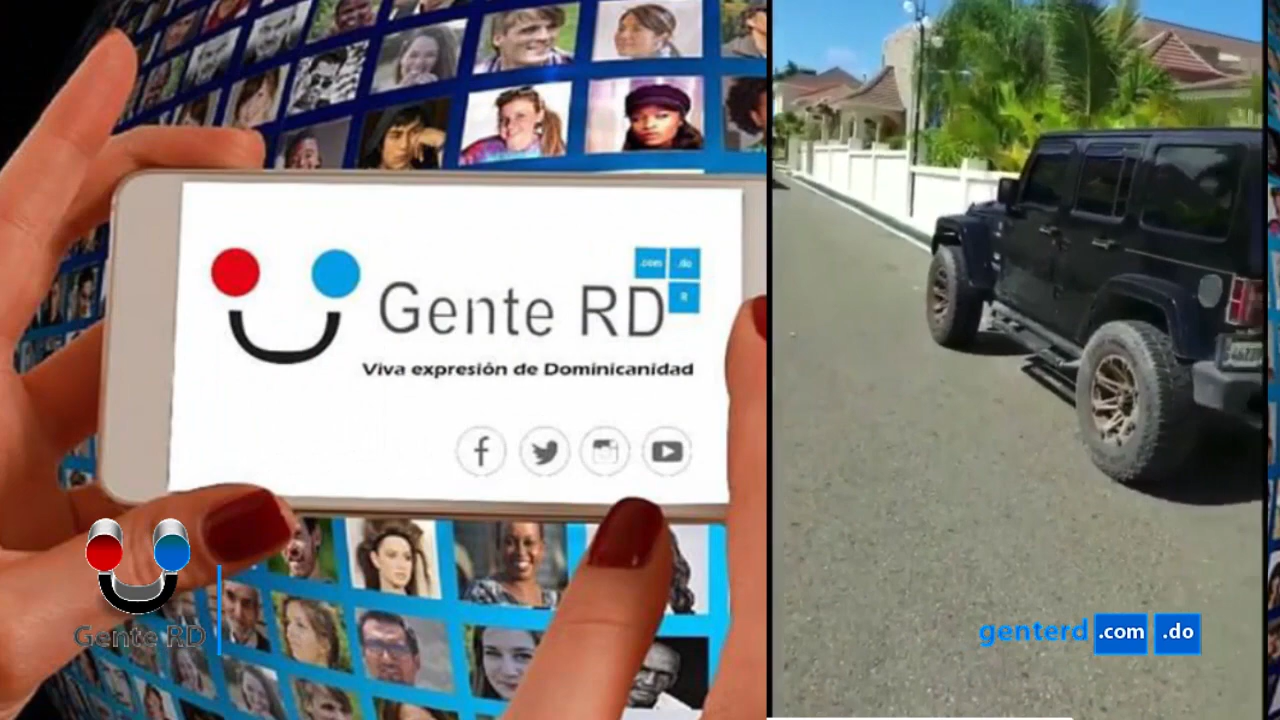 .com .do
R
Gente RD
Viva expresión de Dominicanidad
Gente RD
genterd .com .do